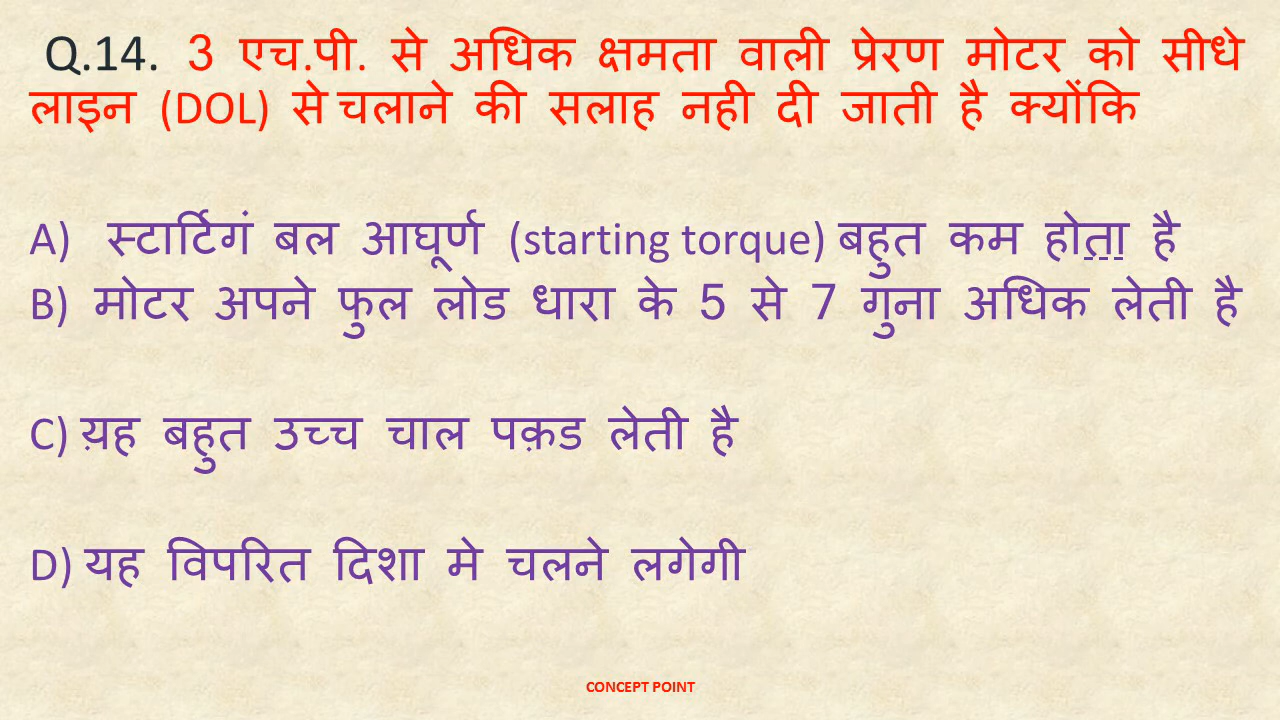 Q.14. 3 एच.पी. से अधिक क्षमता वाली प्रेरण मोटर को सीधे
लाइन (DOL) से चलाने की सलाह नही दी जाती है क्योंकि
A) स्टार्टिेगं बल आघूर्ण (starting torque) बहुत कम होता है
B) मोटर अपने फुल लोड धारा के 5 से 7 गुना अधिक लेती है
C) य़ह बहुत उच्च चाल पक़ड लेती है
D) यह विपरित दिशा मे चलने लगेगी
CONCEPT POINT